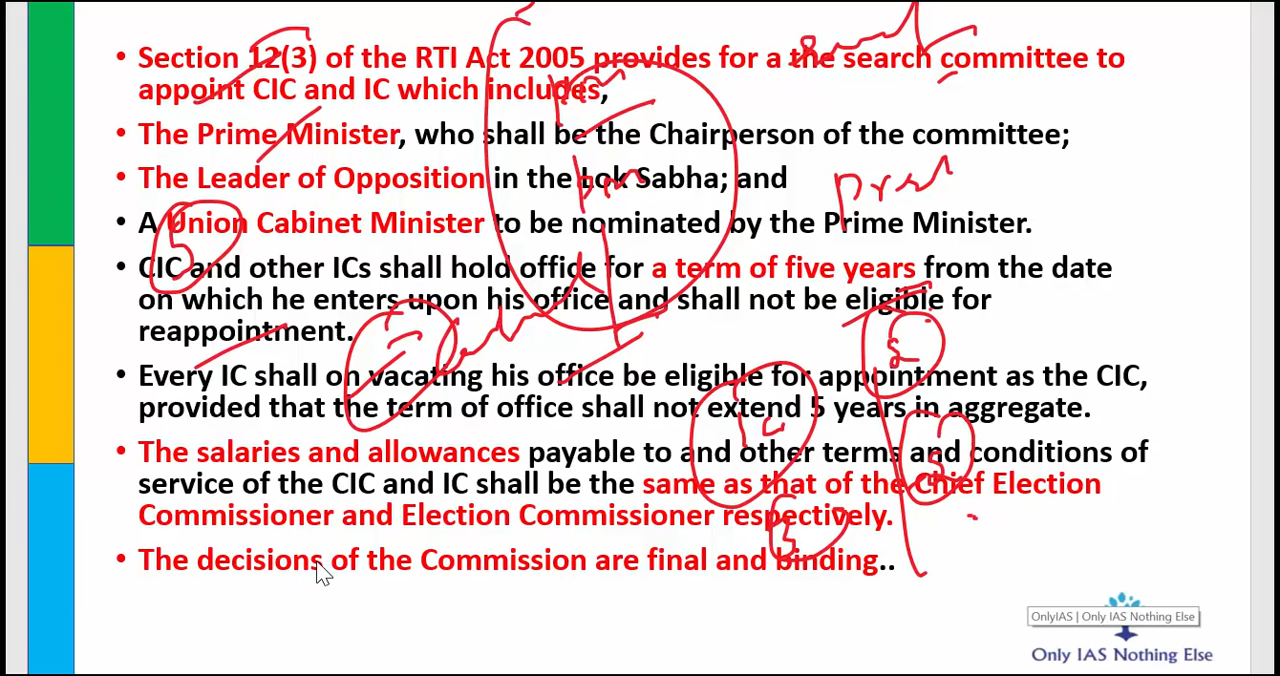 • Section 12(3) of the RTI Act 2005 provides for a the search committee to
appoint CIC and IC which includes,
• The Prime Minister, who shall be the Chairperson of the committee;
• The Leader of Opposition in the Lok Sabha; and
• A Union Cabinet Minister to be nominated by the Prime Minister.
• CIC and other ICs shall hold office for a term of five years from the date
on which he enters upon his office and shall not be eligible for
reappointment.
• Every IC shall on vacating his office be eligible for appointment as the CIC,
provided that the term of office shall not extend 5 years in aggregate.
• The salaries and allowances payable to and other terms and conditions of
service of the CIC and IC shall be the same as that of the Chief Election
Commissioner and Election Commissioner respectively.
• The decisions of the Commission are final and binding..
OnlyIAS | Only IAS Nothing Else
Only IAS Nothing Else